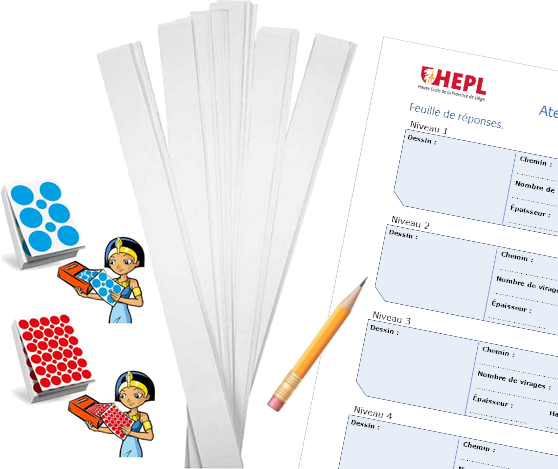 HEPL
Haute Ecole de la Province de Liège
Feuille de réponses.
Ate
Niveau 1
Dessin :
Chemin :
Nombre de
Épaisseur :
Niveau 2
Dessin :
Chemin :
Nombre de virages
Épaisseur :
Niveau 3
Dessin :
Chemin :
Nombre de virages :
Épaisseur :
Niveau 4
Dessin :
Chemin :
Nombre de